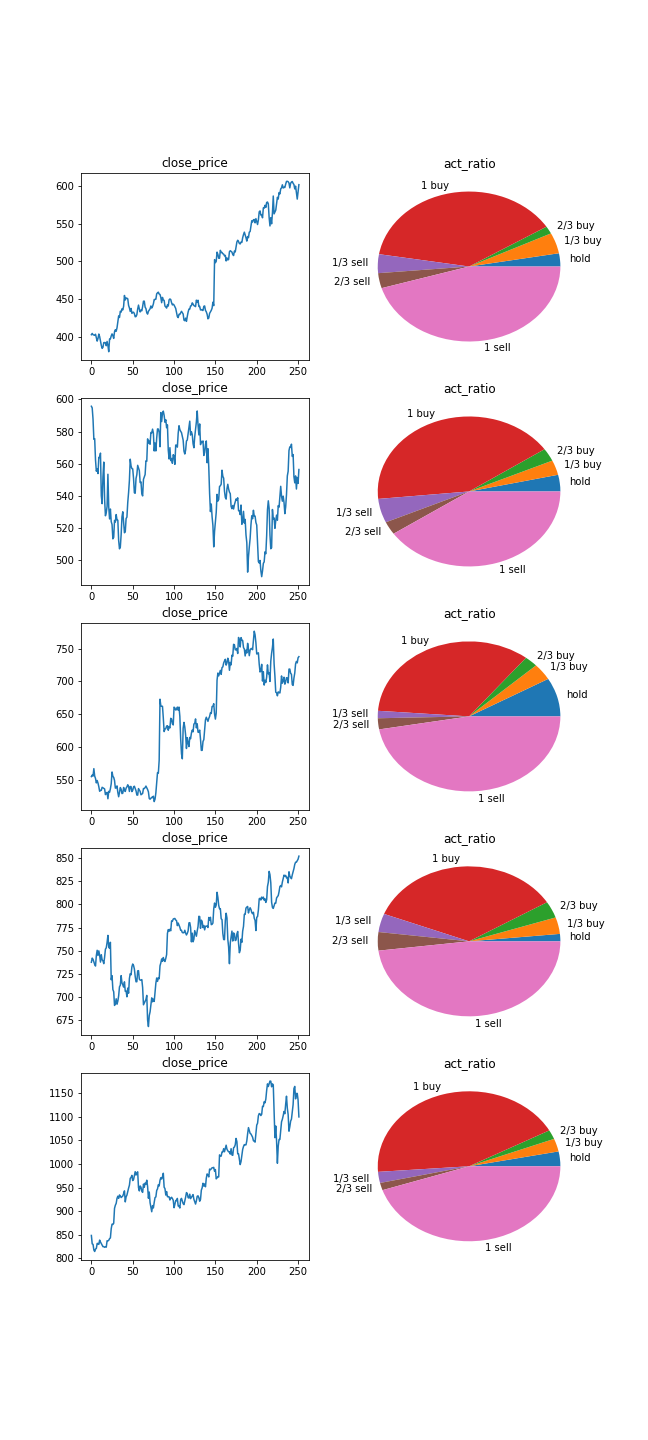 close_price
600
550
500
450
400
0 50 100 150 200 250
act_ratio
1 buy
2/3 buy
1/3 buy
hold
1/3 sell
2/3 sell
1 sell
close_price
600
580
560
540
520
500
0 50 100 150 200 250
act_ratio
1 buy
2/3 buy
1/3 buy
hold
1/3 sell
2/3 sell
1 sell
close_price
750
700
650
600
550
0 50 100 150 200 250
act_ratio
1 buy
2/3 buy
1/3 buy
hold
1/3 sell
2/3 sell
1 sell
close_price
850
825
800
775
750
725
700
675
0 50 100 150 200 250
act_ratio
1 buy
2/3 buy
1/3 buy
hold
1/3 sell
2/3 sell
1 sell
close_price
1150
1100
1050
1000
950
900
850
800
0 50 100 150 200 250
act_ratio
1 buy
2/3 buy
1/3 buy
hold
1/3 sell
2/3 sell
1 sell